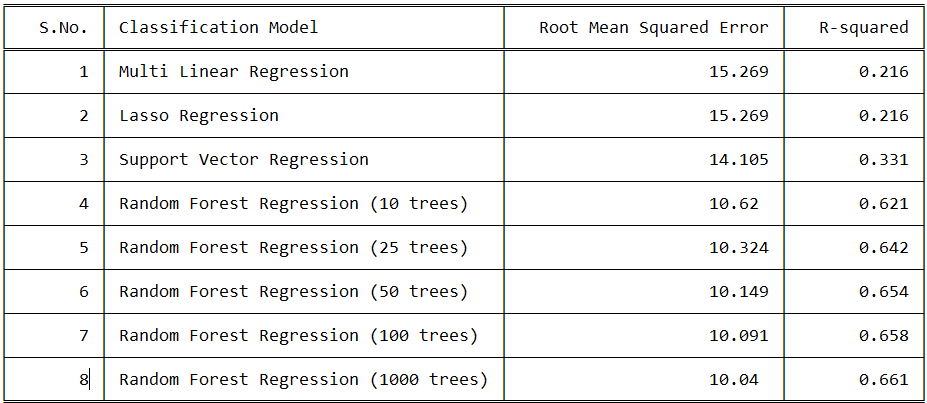 S.No. Classification Model Root Mean Squared Error R-squared
1 Multi Linear Regression 15.269 0.216
2 Lasso Regression 15.269 0.216
3 Support Vector Regression 14.105 0.331
4 Random Forest Regression (10 trees) 10.62 0.621
5 Random Forest Regression (25 trees) 10.324 0.642
6 Random Forest Regression (50 trees) 10.149 0.654
7 Random Forest Regression (100 trees) 10.091 0.658
8 Random Forest Regression (1000 trees) 10.04 0.661